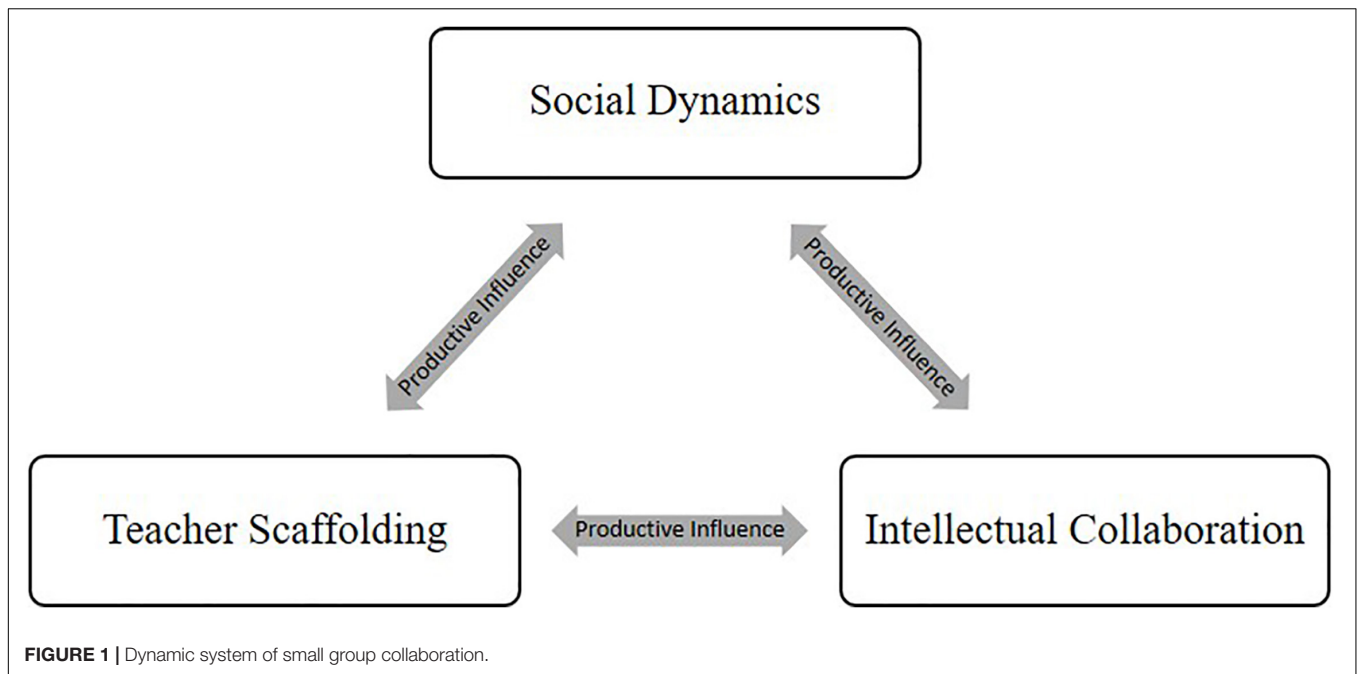 Social Dynamics
Productive Influence
Productive Influence
Teacher Scaffolding
Productive Influence
Intellectual Collaboration
FIGURE 1 | Dynamic system of small group collaboration.